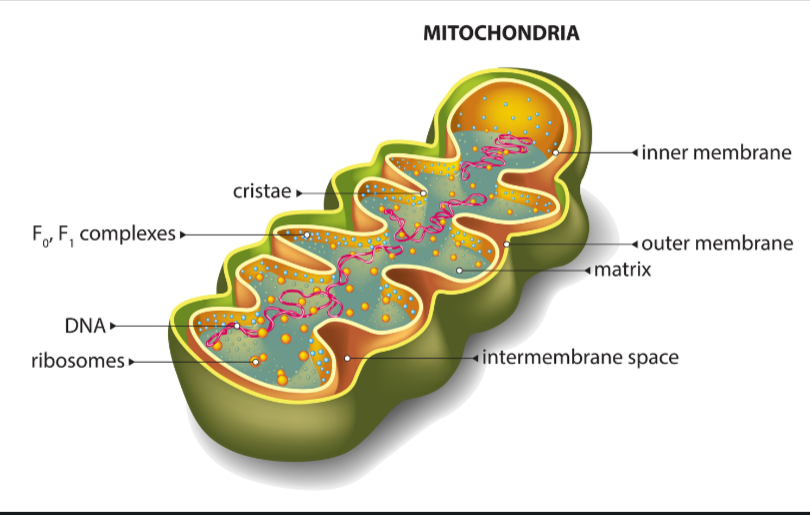 MITOCHONDRIA
inner membrane
cristae
F₀, F₁ complexes
outer membrane
matrix
DNA
ribosomes
intermembrane space